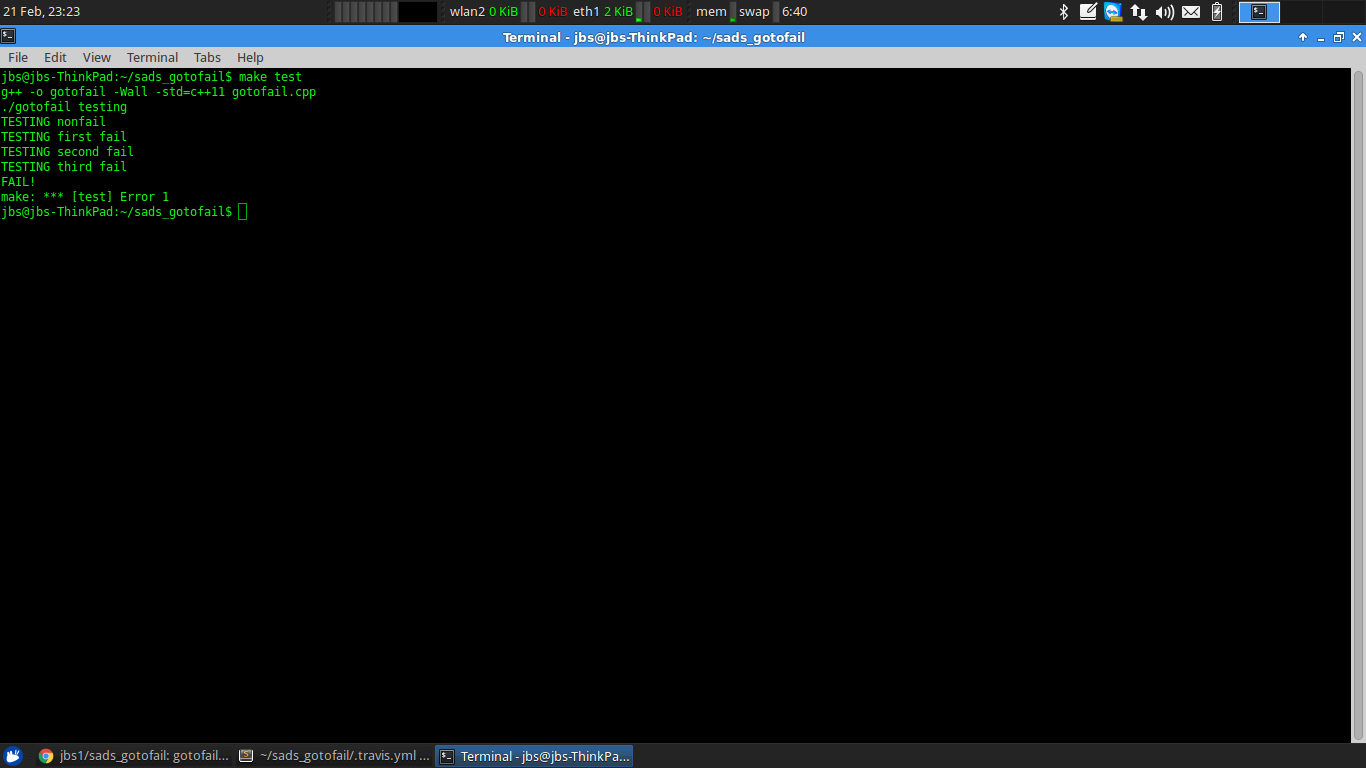 21 Feb, 23:23 wlan2 0 KiB 0 KiB eth1 2 KiB 0 KiB mem swap 6:40
Terminal - jbs@jbs-ThinkPad: ~/sads_gotofail
File Edit View Terminal Tabs Help
jbs@jbs-ThinkPad:~/sads_gotofail$ make test
g++ -o gotofail -Wall -std=c++11 gotofail.cpp
./gotofail testing
TESTING nonfail
TESTING first fail
TESTING second fail
TESTING third fail
FAIL!
make: *** [test] Error 1
jbs@jbs-ThinkPad:~/sads_gotofail$
jbs1/sads_gotofail: gotofail... ~/sads_gotofail/.travis.yml ... Terminal - jbs@jbs-ThinkPa...